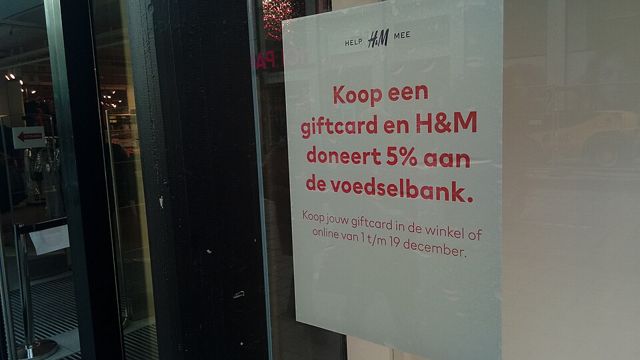 HELP H&M MEE
Koop een
giftcard en H&M
doneert 5% aan
de voedselbank.
Koop jouw giftcard in de winkel of
online van 1 t/m 19 december.